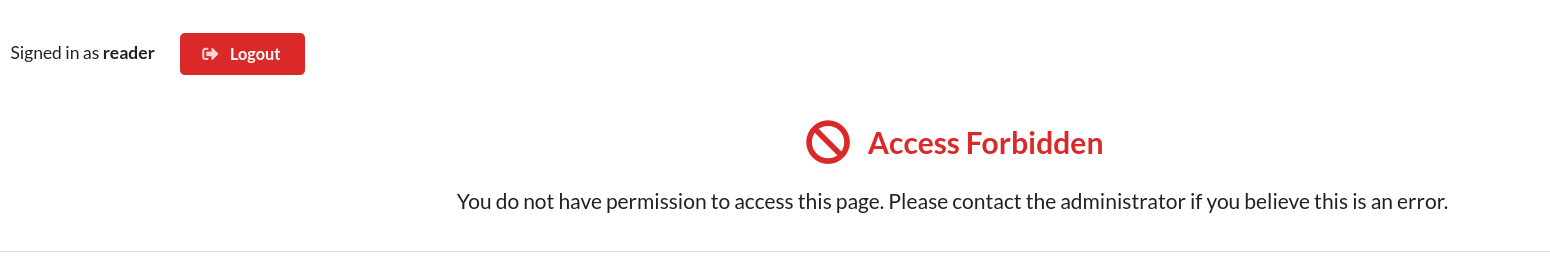 Signed in as reader Logout
Access Forbidden
You do not have permission to access this page. Please contact the administrator if you believe this is an error.